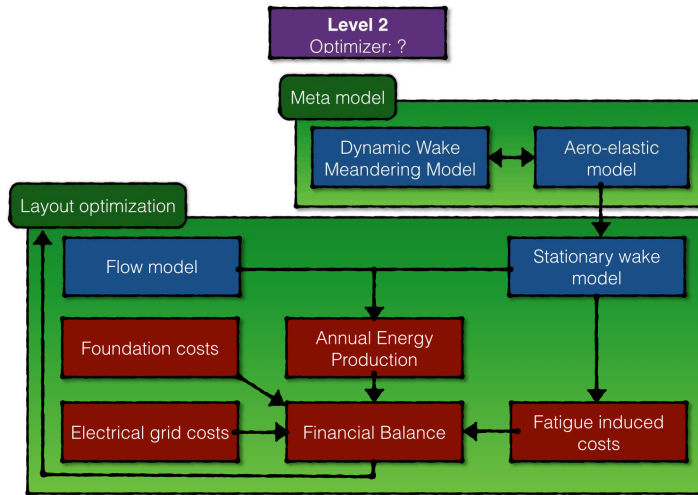 Level 2
Optimizer: ?
Meta model
Dynamic Wake
Meandering Model
Aero-elastic
model
Layout optimization
Flow model
Stationary wake
model
Foundation costs
Annual Energy
Production
Electrical grid costs
Financial Balance
Fatigue induced
costs